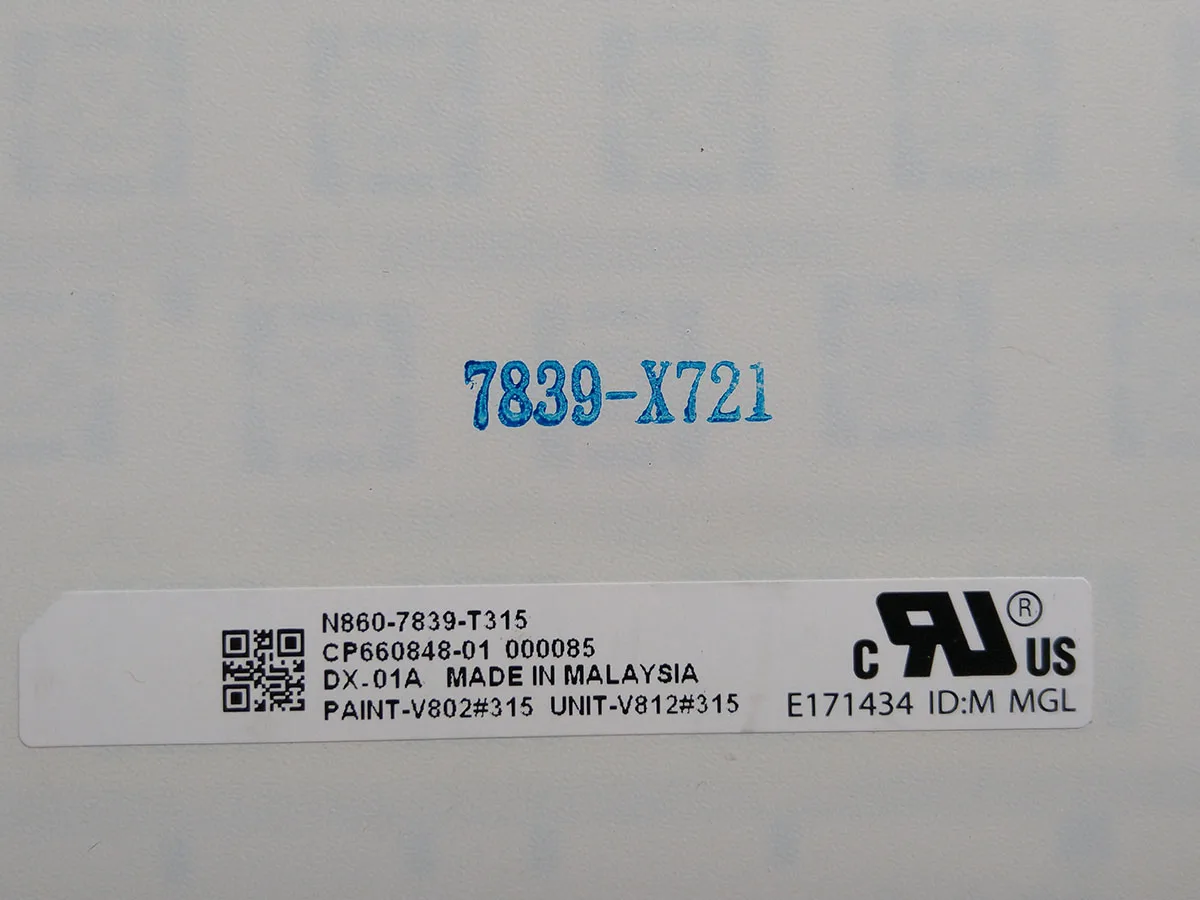 7839-X721
N860-7839-T315
CP660848-01 000085
DX-01A MADE IN MALAYSIA
PAINT-V802#315 UNIT-V812#315
c RU ® US
E171434 ID:M MGL